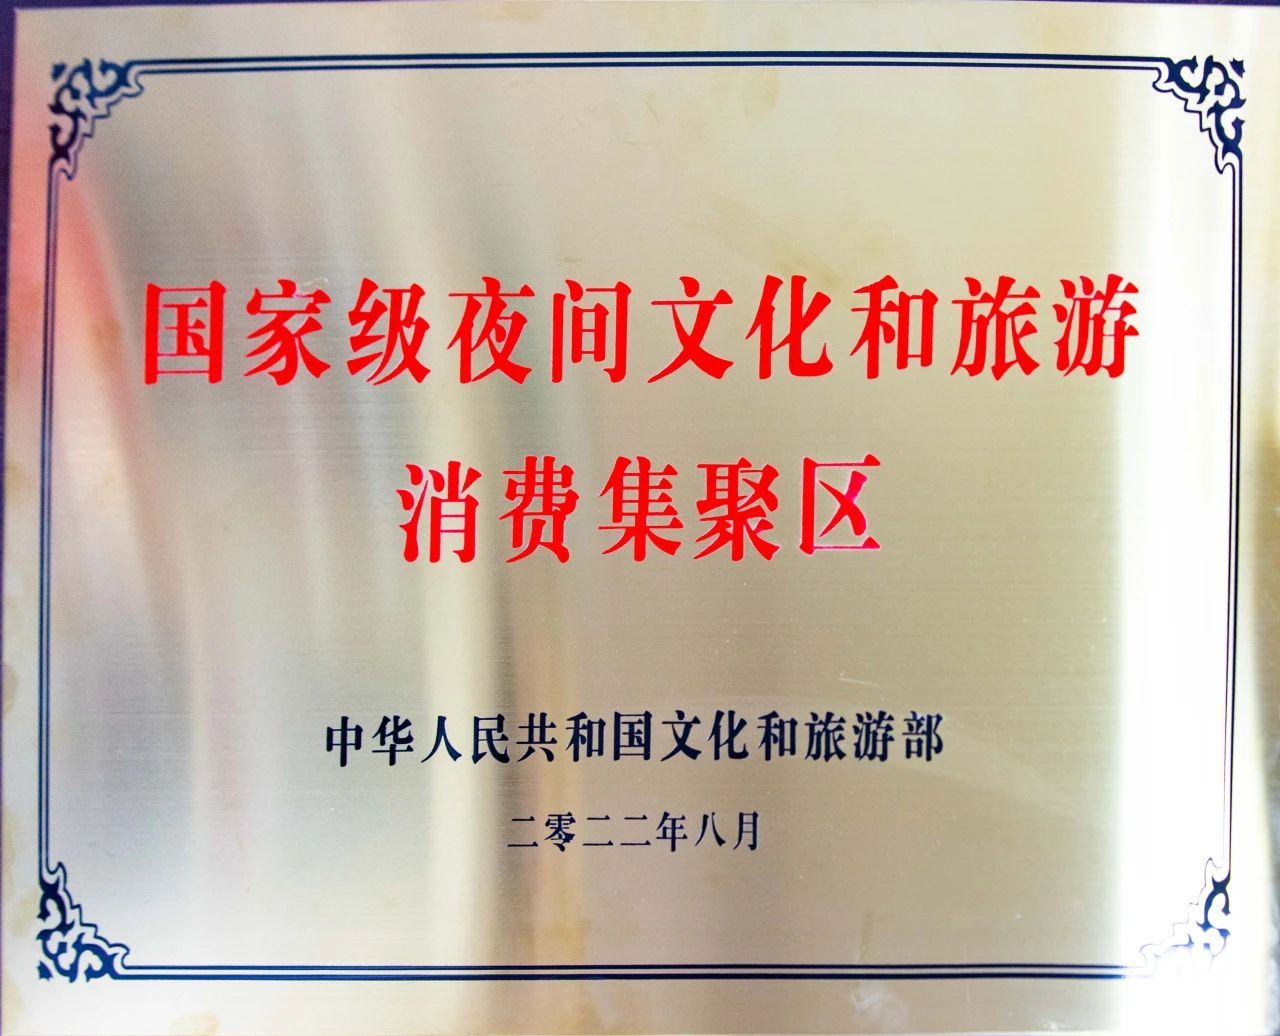 国家级夜间文化和旅游
消费集聚区
中华人民共和国文化和旅游部
二零二二年八月